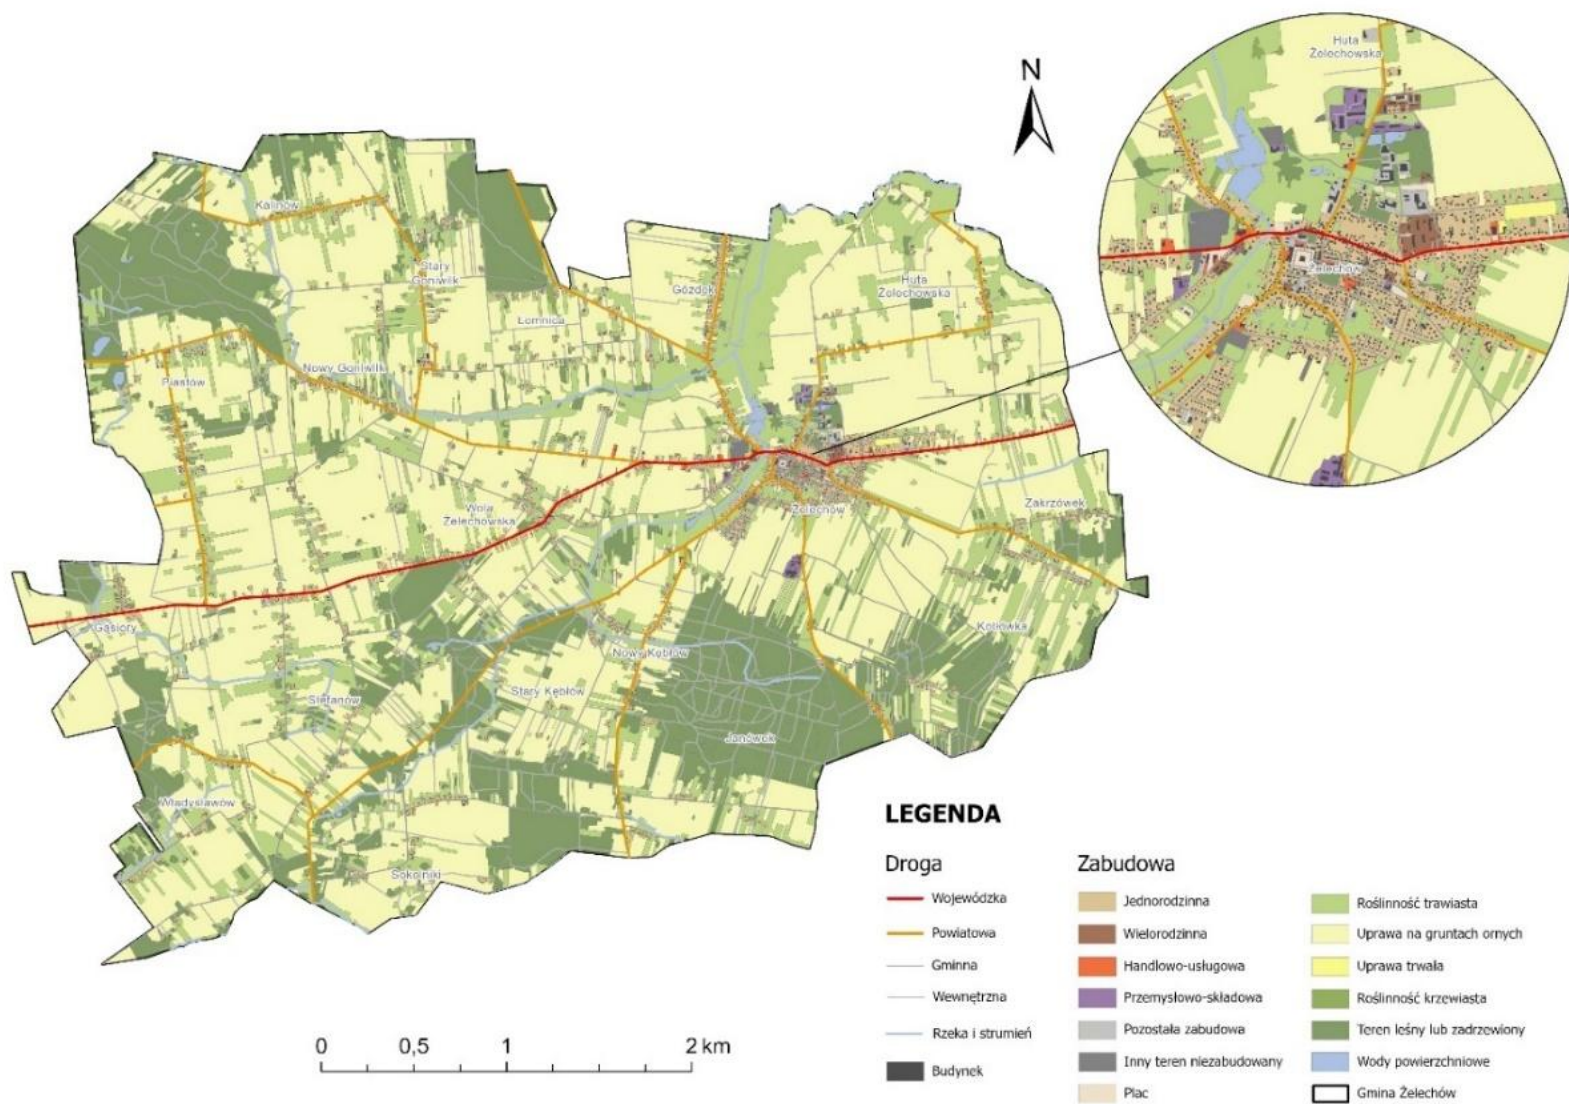 N
Huta
Żelechowska
Żelechów
Kalinów
Stary
Goniwilk
Łomnica
Gózdek
Huta
Żelechowska
Piastów
Nowy Goniwilk
Wola
Żelechowska
Żelechów
Zakrzówek
Gąsiory
Stefanów
Nowy Kębłów
Stary Kębłów
Kotłówka
Janówek
Władysławów
Sokolniki
LEGENDA
Droga
Wojewódzka
Powiatowa
Gminna
Wewnętrzna
Rzeka i strumień
Budynek
Zabudowa
Jednorodzinna
Wielorodzinna
Handlowo-usługowa
Przemysłowo-składowa
Pozostała zabudowa
Inny teren niezabudowany
Plac
Roślinność trawiasta
Uprawa na gruntach ornych
Uprawa trwała
Roślinność krzewiasta
Teren leśny lub zadrzewiony
Wody powierzchniowe
Gmina Żelechów
0 0,5 1 2 km